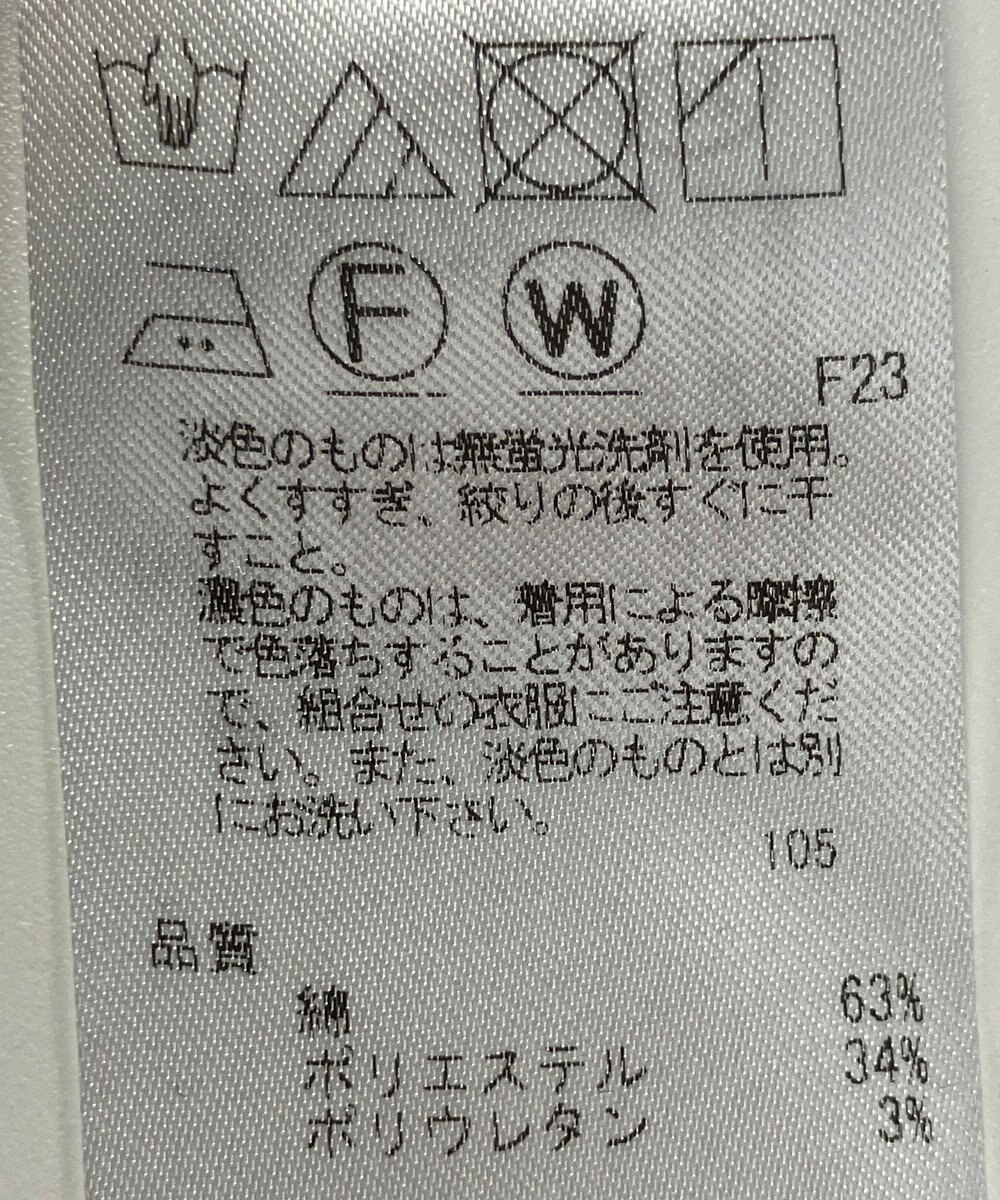 F
W
F23
淡色のものは無蛍光洗剤を使用。
よくすすぎ、絞りの後すぐに干
すこと。
濃色のものは、着用による摩擦
で色落ちすることがありますの
で、組合せの衣服にご注意くだ
さい。また、淡色のものとは別
にお洗い下さい。
105
品質
綿 63%
ポリエステル 34%
ポリウレタン 3%